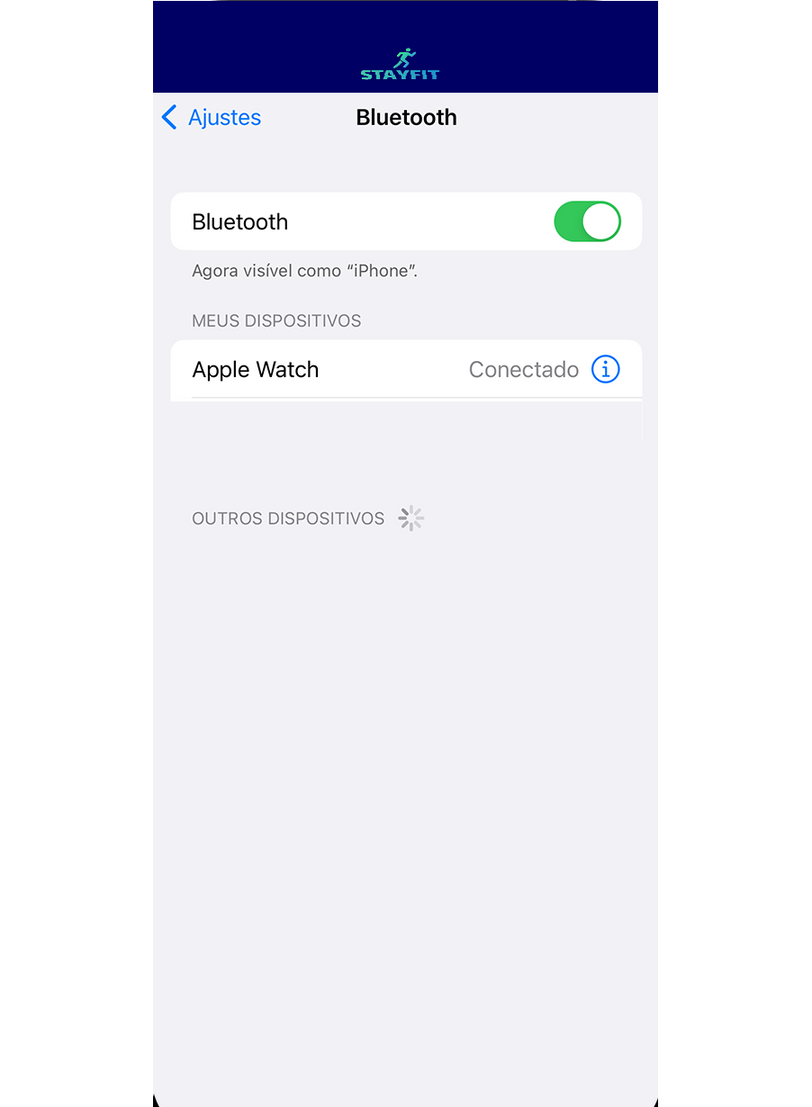 STAYFIT
Ajustes Bluetooth
Bluetooth
Agora visível como “iPhone”.
MEUS DISPOSITIVOS
Apple Watch Conectado
OUTROS DISPOSITIVOS